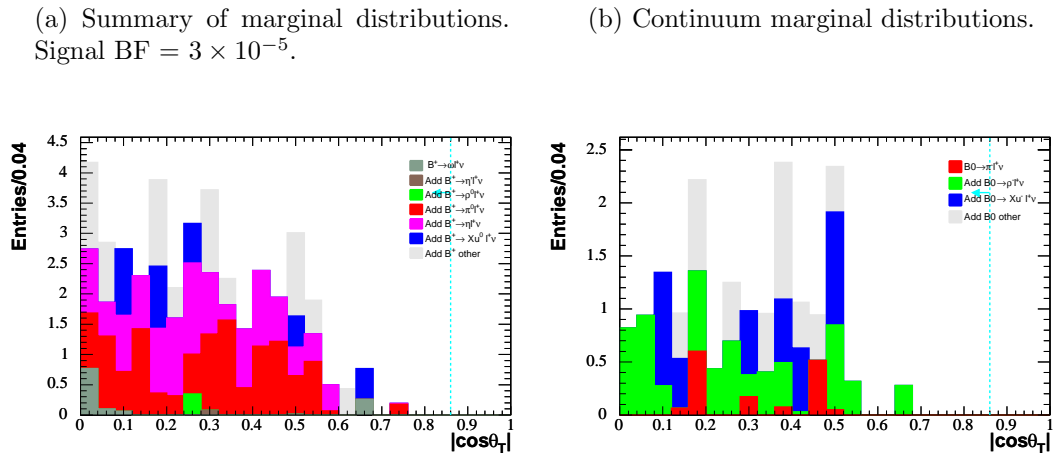 (a) Summary of marginal distributions.
Signal BF = 3 × 10⁻⁵.
(b) Continuum marginal distributions.
Entries/0.04
4.5
4
3.5
3
2.5
2
1.5
1
0.5
0
0 0.1 0.2 0.3 0.4 0.5 0.6 0.7 0.8 0.9 1
|cosθ_T|
B⁺→ωl⁺ν
Add B⁺→η'l⁺ν
Add B⁺→ρ⁰l⁺ν
Add B⁺→π⁰l⁺ν
Add B⁺→ηl⁺ν
Add B⁺→ Xu⁰ l⁺ν
Add B⁺ other
Entries/0.04
2.5
2
1.5
1
0.5
0
0 0.1 0.2 0.3 0.4 0.5 0.6 0.7 0.8 0.9 1
|cosθ_T|
B0→π⁻l⁺ν
Add B0→ρ⁻l⁺ν
Add B0→ Xu⁻ l⁺ν
Add B0 other